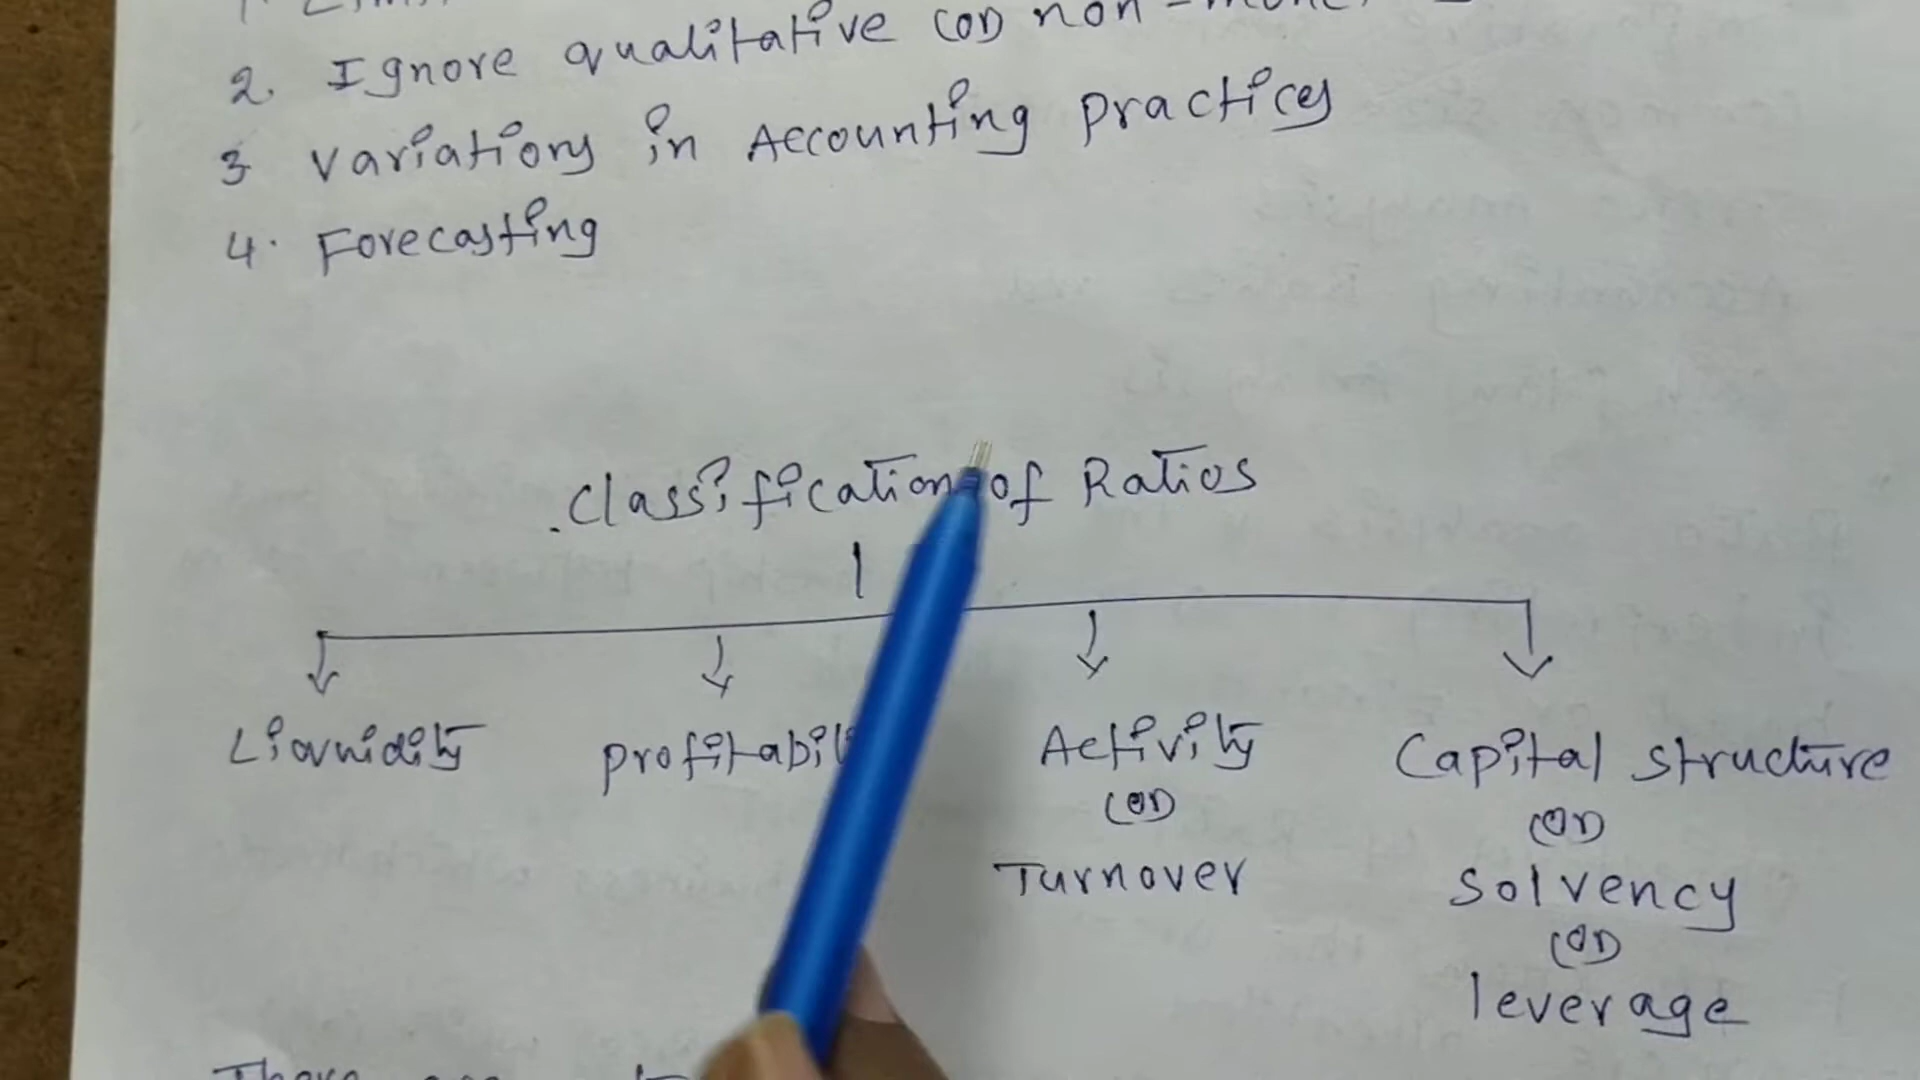 2. Ignore qualitative (or) non-
3 Variations in Accounting practices
4. Forecasting
Classification of Ratios
Liquidity
Activity Capital structure
(or) (or)
Turnover Solvency
(or)
leverage